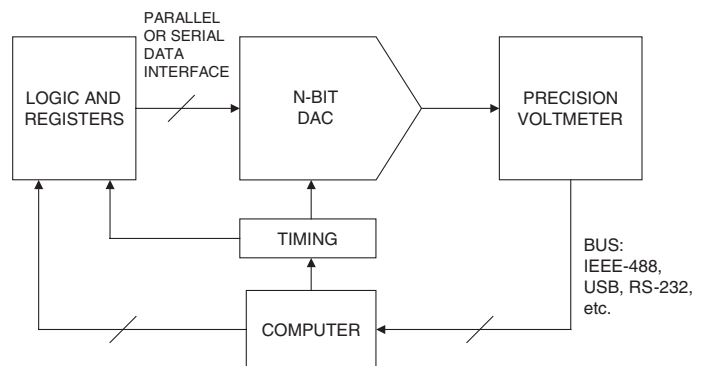 PARALLEL
OR SERIAL
DATA
INTERFACE
LOGIC AND
REGISTERS
N-BIT
DAC
PRECISION
VOLTMETER
TIMING
BUS:
IEEE-488,
USB, RS-232,
etc.
COMPUTER